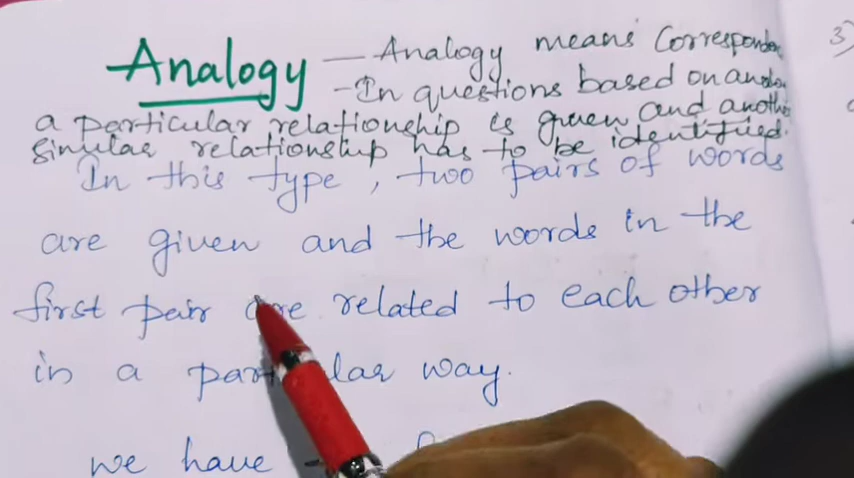 Analogy — Analogy means Correspondence
- In questions based on analogy
a particular relationship is given and another
similar relationship has to be identified.
In this type, two pairs of words
are given and the words in the
first pair are related to each other
in a particular way.
we have
3)